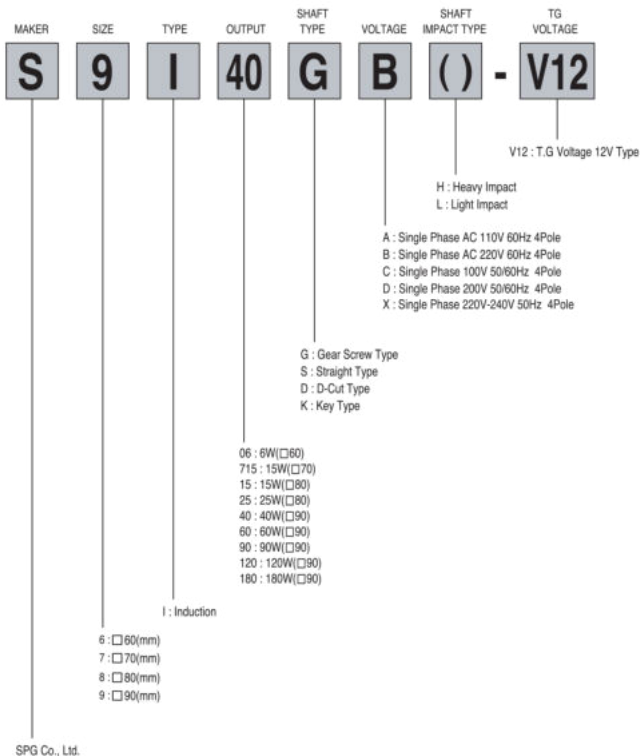 MAKER SIZE TYPE OUTPUT SHAFT TYPE VOLTAGE SHAFT IMPACT TYPE TG VOLTAGE
S 9 I 40 G B ( ) - V12
V12 : T.G Voltage 12V Type
H : Heavy Impact
L : Light Impact
A : Single Phase AC 110V 60Hz 4Pole
B : Single Phase AC 220V 60Hz 4Pole
C : Single Phase 100V 50/60Hz 4Pole
D : Single Phase 200V 50/60Hz 4Pole
X : Single Phase 220V-240V 50Hz 4Pole
G : Gear Screw Type
S : Straight Type
D : D-Cut Type
K : Key Type
06 : 6W(□60)
715 : 15W(□70)
15 : 15W(□80)
25 : 25W(□80)
40 : 40W(□90)
60 : 60W(□90)
90 : 90W(□90)
120 : 120W(□90)
180 : 180W(□90)
I : Induction
6 : □60(mm)
7 : □70(mm)
8 : □80(mm)
9 : □90(mm)
SPG Co., Ltd.